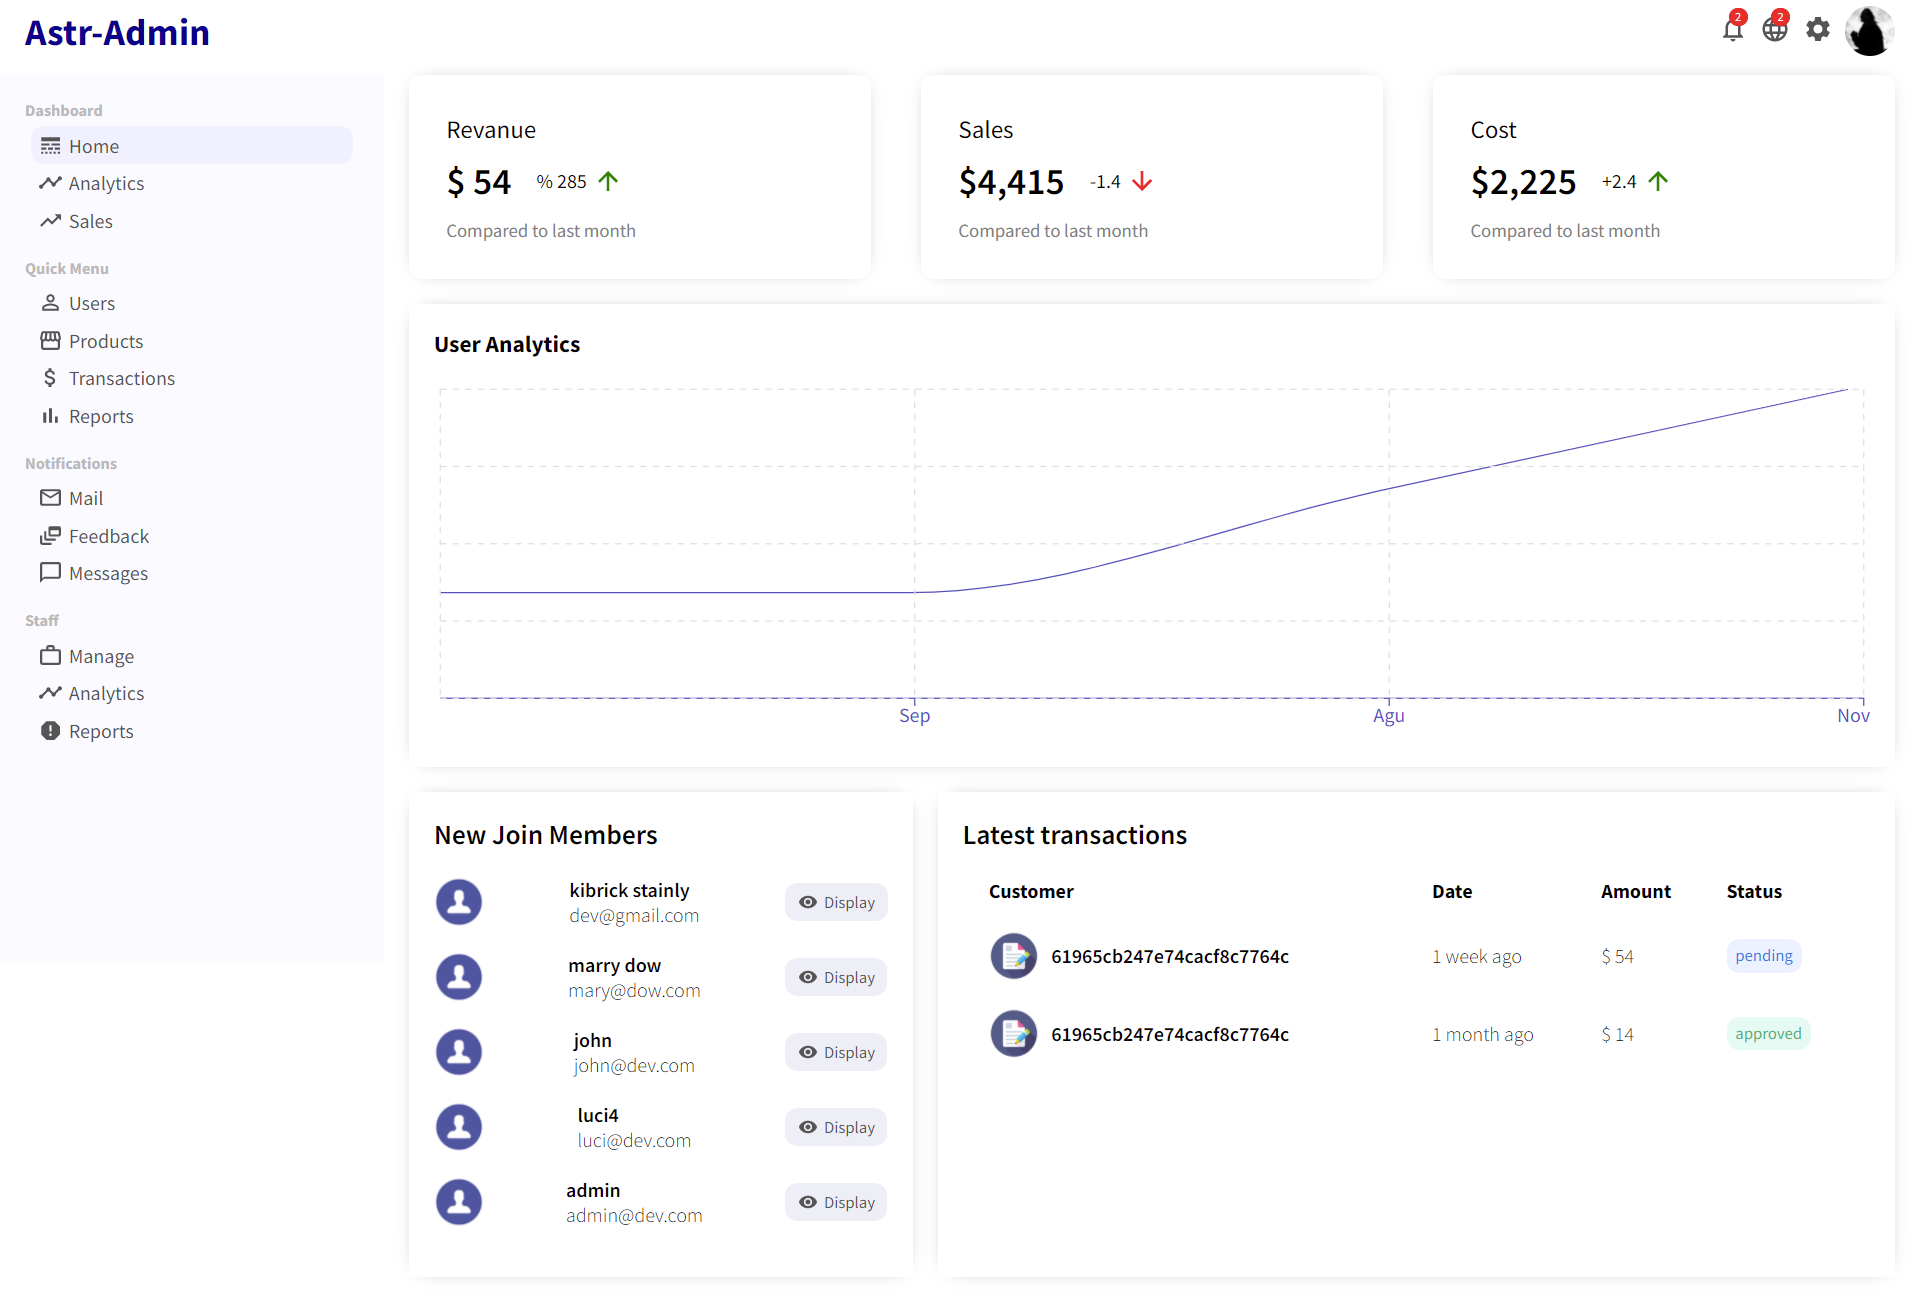 Astr-Admin
2
2
Dashboard
Home
Analytics
Sales
Quick Menu
Users
Products
Transactions
Reports
Notifications
Mail
Feedback
Messages
Staff
Manage
Analytics
Reports
Revanue
$ 54 % 285
Compared to last month
Sales
$4,415 -1.4
Compared to last month
Cost
$2,225 +2.4
Compared to last month
User Analytics
Sep Agu Nov
New Join Members
kibrick stainly
dev@gmail.com
Display
marry dow
mary@dow.com
Display
john
john@dev.com
Display
luci4
luci@dev.com
Display
admin
admin@dev.com
Display
Latest transactions
Customer Date Amount Status
61965cb247e74cacf8c7764c 1 week ago $ 54 pending
61965cb247e74cacf8c7764c 1 month ago $ 14 approved